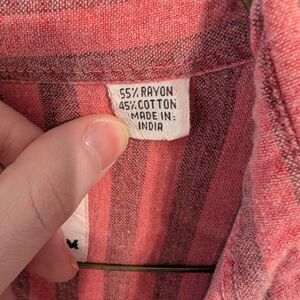 55% RAYON
45% COTTON
MADE IN:
INDIA
M